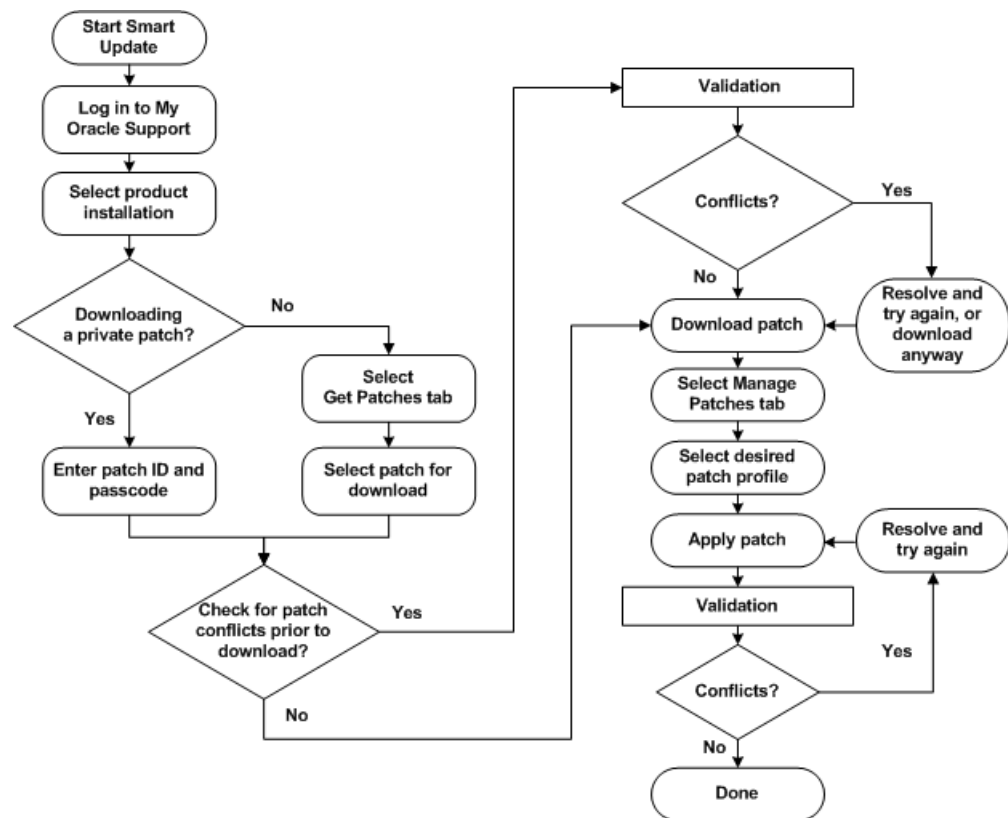 Start Smart
Update
Log in to My
Oracle Support
Select product
installation
Downloading
a private patch?
No
Yes
Select
Get Patches tab
Enter patch ID and
passcode
Select patch for
download
Check for patch
conflicts prior to
download?
Yes
No
Validation
Conflicts?
Yes
No
Resolve and
try again, or
download
anyway
Download patch
Select Manage
Patches tab
Select desired
patch profile
Apply patch
Resolve and
try again
Validation
Conflicts?
Yes
No
Done